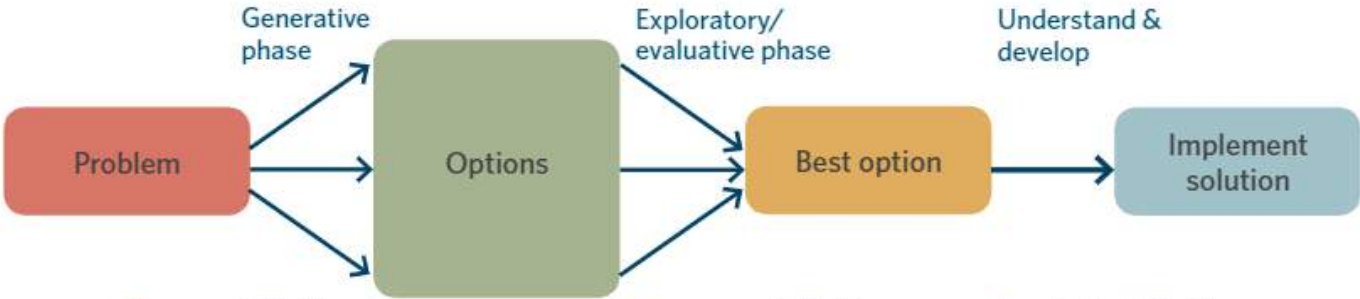 Generative
phase
Exploratory/
evaluative phase
Understand &
develop
Problem
Options
Best option
Implement
solution